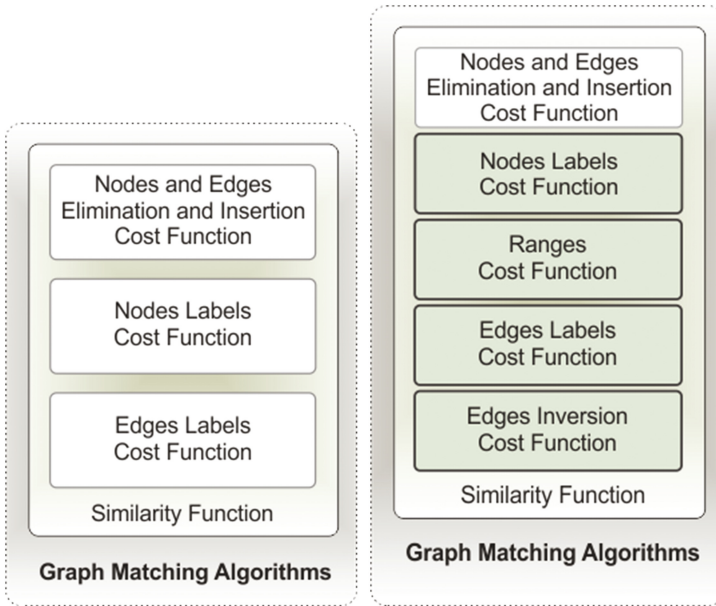 Nodes and Edges
Elimination and Insertion
Cost Function
Nodes Labels
Cost Function
Edges Labels
Cost Function
Similarity Function
Graph Matching Algorithms
Nodes and Edges
Elimination and Insertion
Cost Function
Nodes Labels
Cost Function
Ranges
Cost Function
Edges Labels
Cost Function
Edges Inversion
Cost Function
Similarity Function
Graph Matching Algorithms